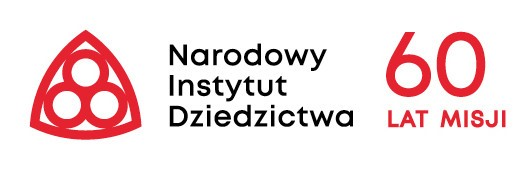 Narodowy
Instytut
Dziedzictwa
60
LAT MISJI